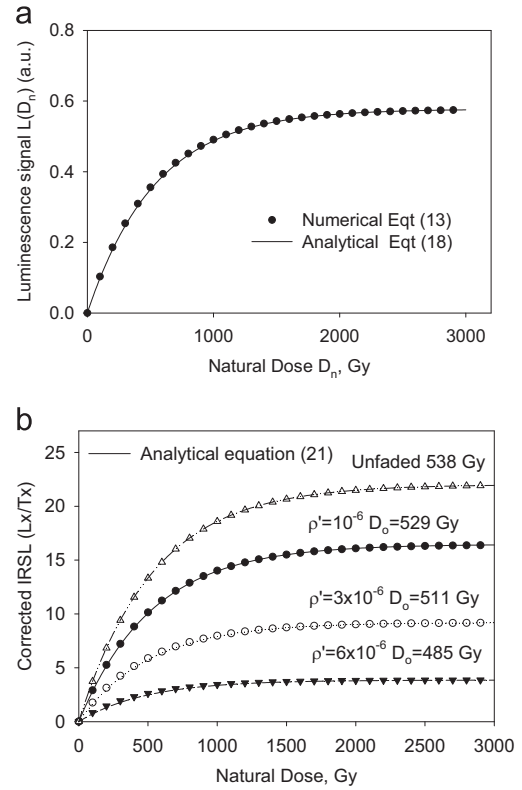 a
0.8
0.6
0.4
0.2
0.0
Luminescence signal L(Dn) (a.u.)
Numerical Eqt (13)
Analytical Eqt (18)
0 1000 2000 3000
Natural Dose Dn, Gy
b
25
20
15
10
5
0
Corrected IRSL (Lx/Tx)
Analytical equation (21)
Unfaded 538 Gy
ρ'=10⁻⁶ Do=529 Gy
ρ'=3x10⁻⁶ Do=511 Gy
ρ'=6x10⁻⁶ Do=485 Gy
0 500 1000 1500 2000 2500 3000
Natural Dose, Gy